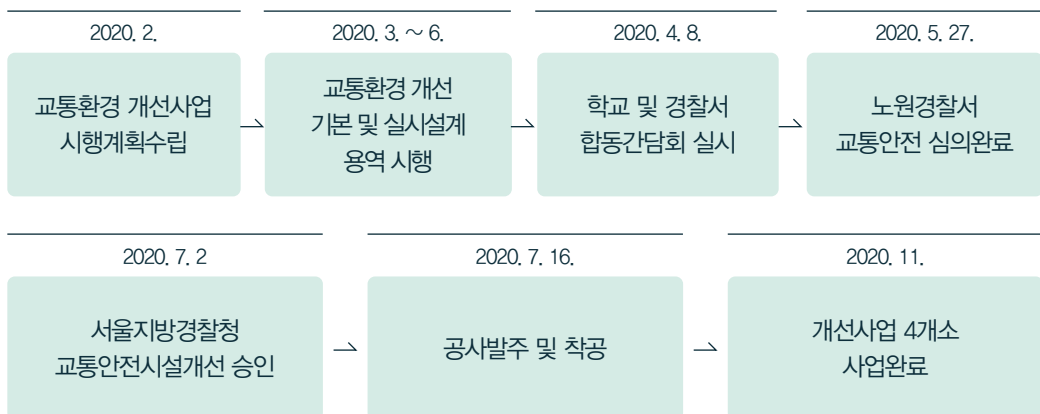 2020. 2.
교통환경 개선사업
시행계획수립
2020. 3. ~ 6.
교통환경 개선
기본 및 실시설계
용역 시행
2020. 4. 8.
학교 및 경찰서
합동간담회 실시
2020. 5. 27.
노원경찰서
교통안전 심의완료
2020. 7. 2
서울지방경찰청
교통안전시설개선 승인
2020. 7. 16.
공사발주 및 착공
2020. 11.
개선사업 4개소
사업완료